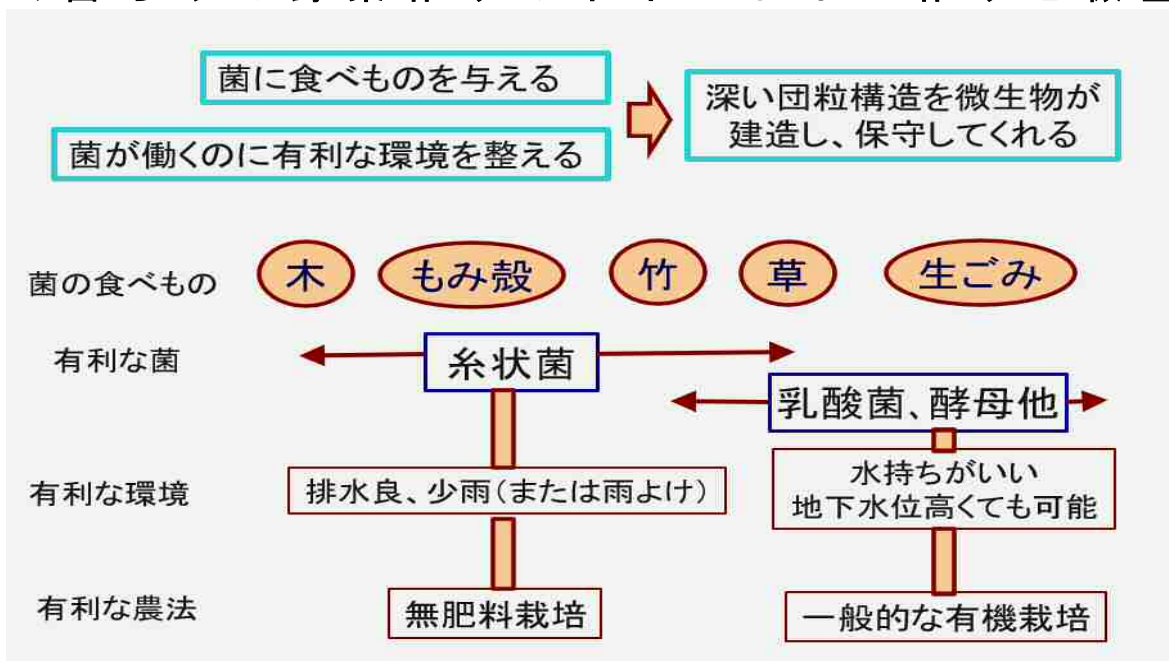 菌に食べものを与える
菌が働くのに有利な環境を整える
深い団粒構造を微生物が
建造し、保守してくれる
菌の食べもの
木
もみ殻
竹
草
生ごみ
有利な菌
糸状菌
乳酸菌、酵母他
有利な環境
排水良、少雨(または雨よけ)
水持ちがいい
地下水位高くても可能
有利な農法
無肥料栽培
一般的な有機栽培